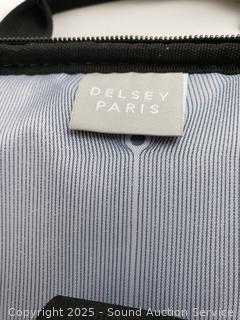 DELSEY
PARIS
Copyright 2025 - Sound Auction Service